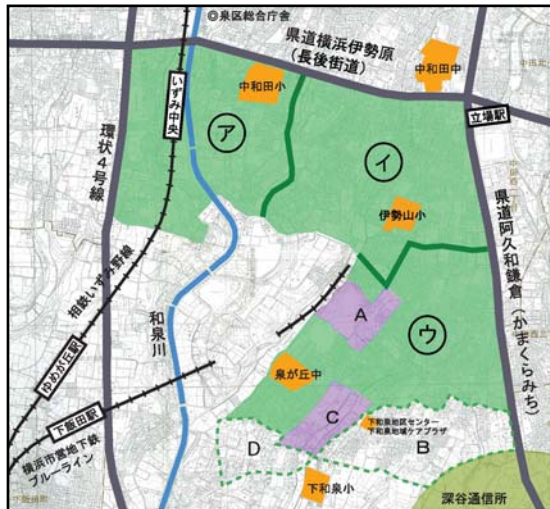 ◎泉区総合庁舎
県道横浜伊勢原
(長後街道)
中和田中
中和田小
いずみ中央
立場駅
ア
イ
環状4号線
伊勢山小
県道阿久和鎌倉(かまくらみち)
相鉄いずみ野線
和泉川
A
ウ
ゆめが丘駅
泉が丘中
下飯田駅
C
下和泉地区センター
下和泉地域ケアプラザ
D
B
横浜市営地下鉄
ブルーライン
下和泉小
深谷通信所